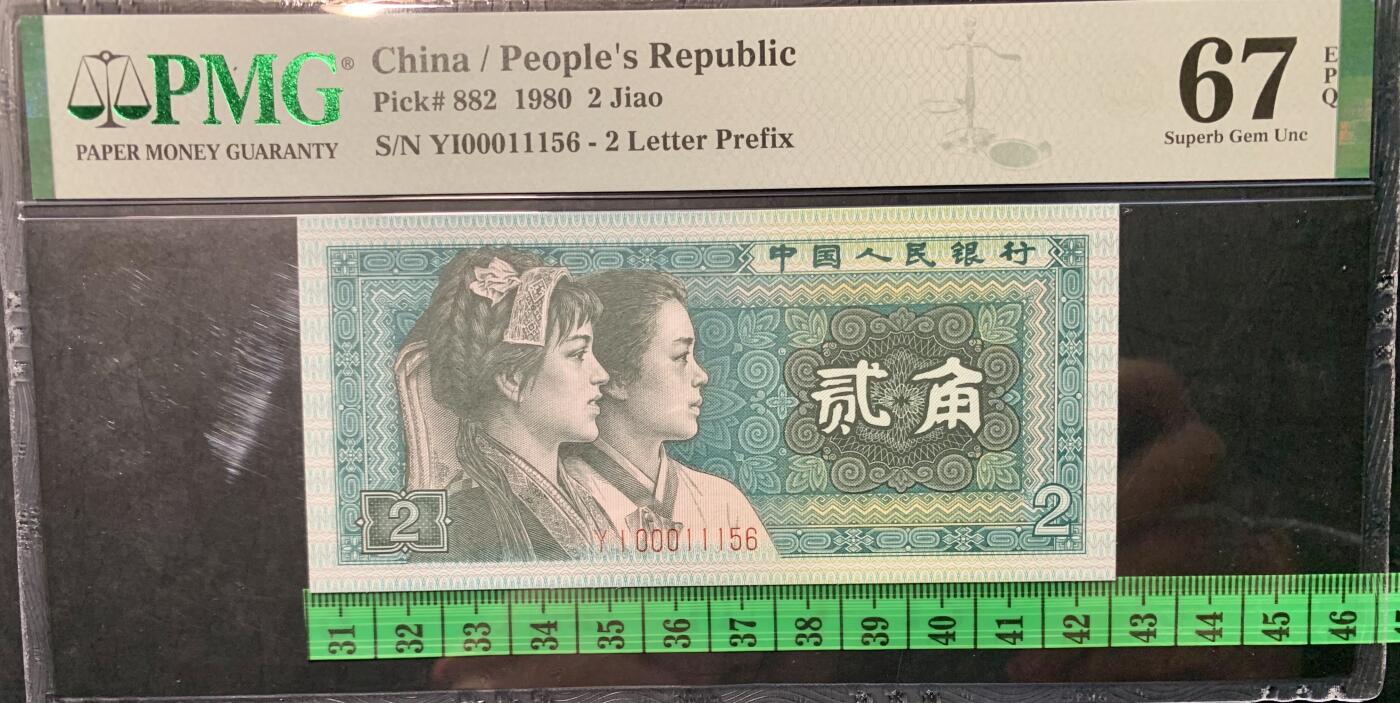 PMG®
PAPER MONEY GUARANTY
China / People's Republic
Pick# 882 1980 2 Jiao
S/N YI00011156 - 2 Letter Prefix
67
EPQ
Superb Gem Unc
中国人民银行
贰角
2
2
YI00011156
31 32 33 34 35 36 37 38 39 40 41 42 43 44 45 46